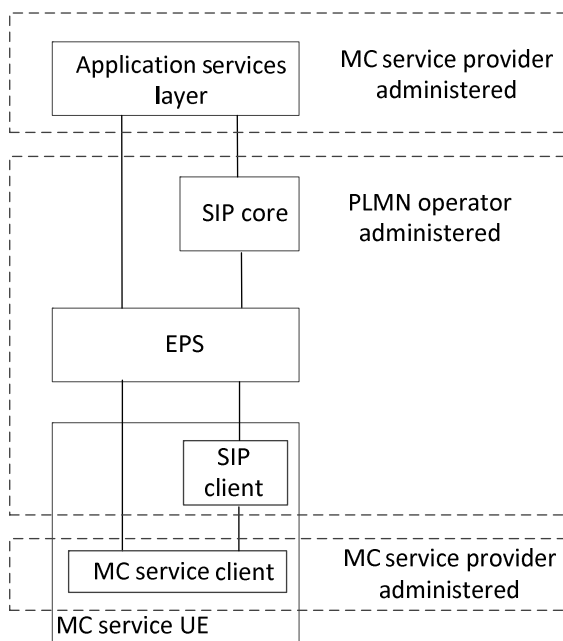 Application services
layer
MC service provider
administered
SIP core
PLMN operator
administered
EPS
SIP
client
MC service client
MC service provider
administered
MC service UE